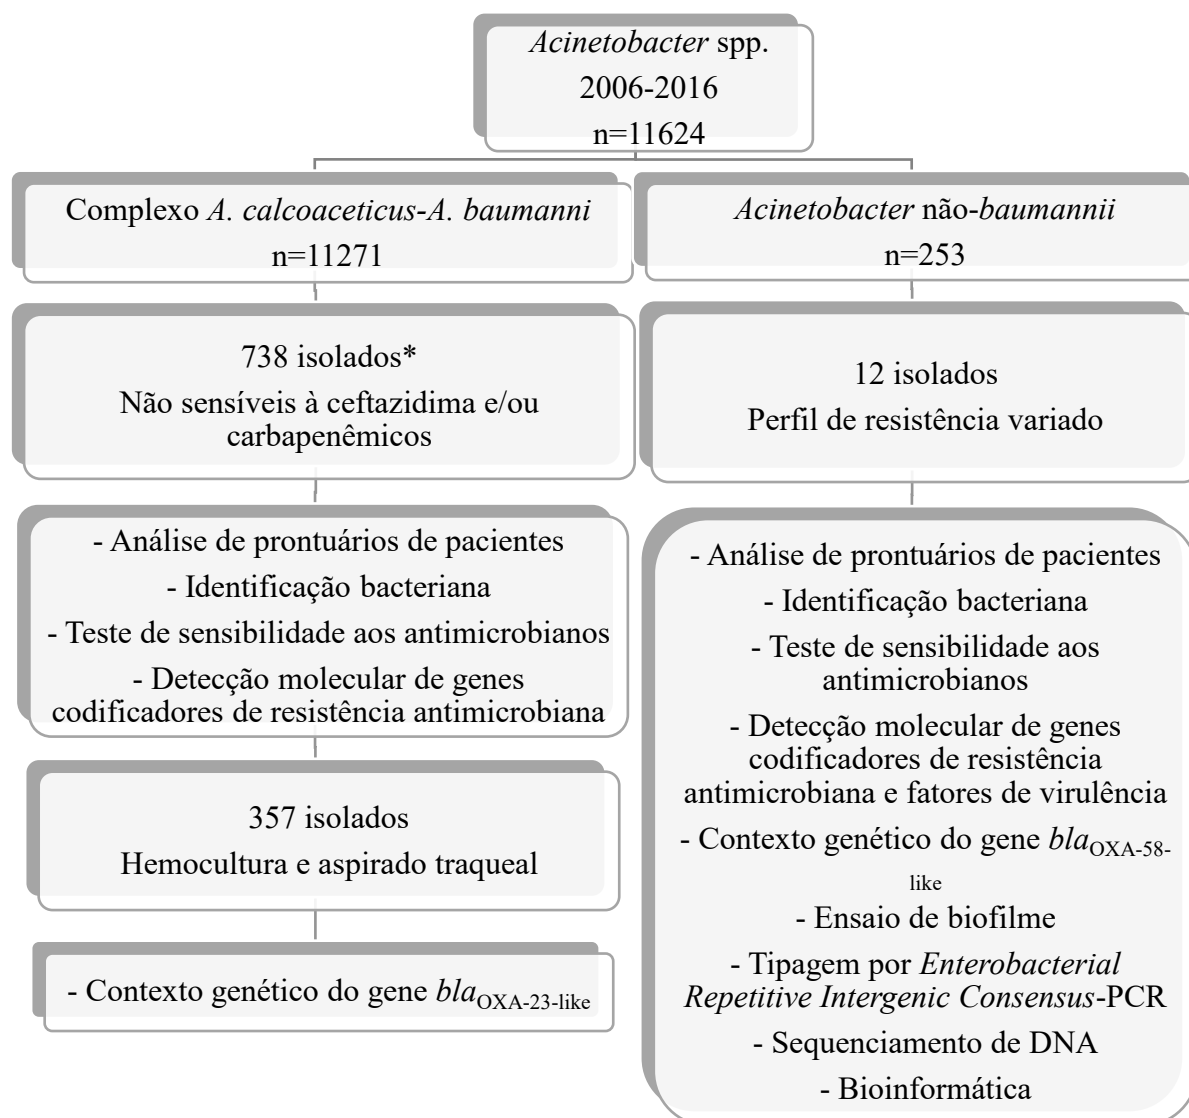 Acinetobacter spp.
2006-2016
n=11624
Complexo A. calcoaceticus-A. baumanni
n=11271
Acinetobacter não-baumannii
n=253
738 isolados*
Não sensíveis à ceftazidima e/ou
carbapenêmicos
12 isolados
Perfil de resistência variado
- Análise de prontuários de pacientes
- Identificação bacteriana
- Teste de sensibilidade aos antimicrobianos
- Detecção molecular de genes
codificadores de resistência antimicrobiana
357 isolados
Hemocultura e aspirado traqueal
- Contexto genético do gene blaOXA-23-like
- Análise de prontuários de pacientes
- Identificação bacteriana
- Teste de sensibilidade aos
antimicrobianos
- Detecção molecular de genes
codificadores de resistência
antimicrobiana e fatores de virulência
- Contexto genético do gene blaOXA-58-
like
- Ensaio de biofilme
- Tipagem por Enterobacterial
Repetitive Intergenic Consensus-PCR
- Sequenciamento de DNA
- Bioinformática